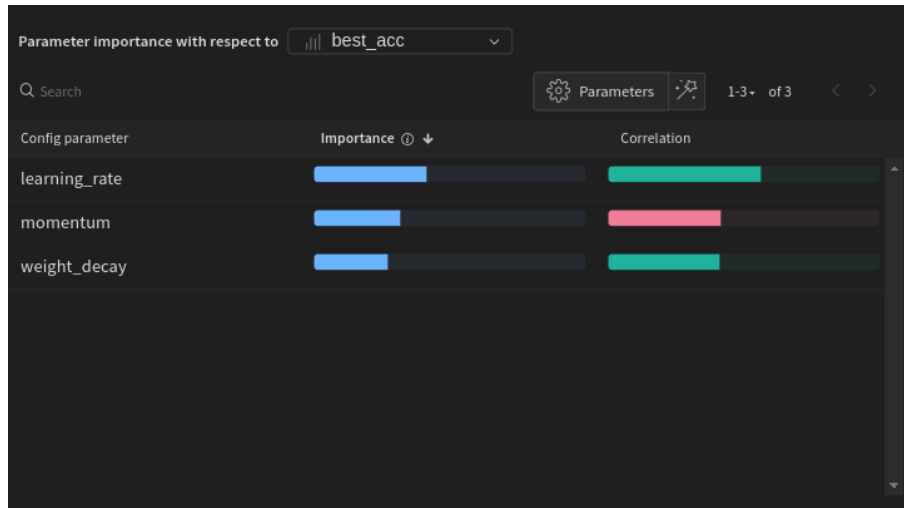 Parameter importance with respect to best_acc
Search Parameters 1-3 of 3
Config parameter Importance Correlation
learning_rate
momentum
weight_decay